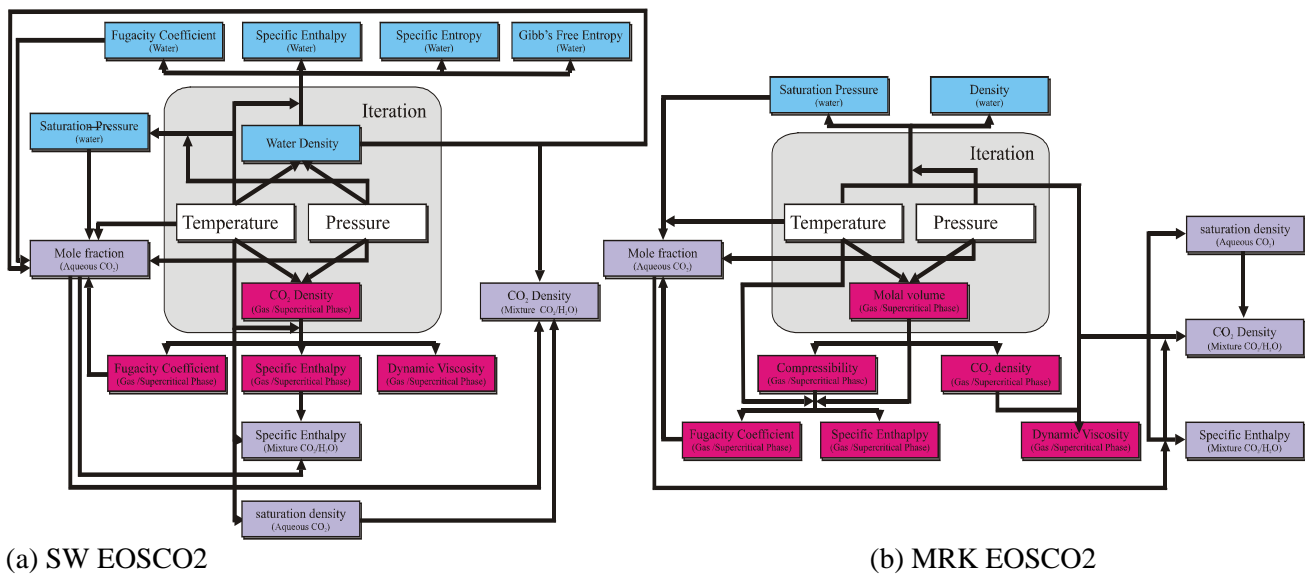 Fugacity Coefficient
(Water)
Specific Enthalpy
(Water)
Specific Entropy
(Water)
Gibb's Free Entropy
(Water)
Iteration
Saturation Pressure
(water)
Water Density
Temperature
Pressure
Mole fraction
(Aqueous CO₂)
CO₂ Density
(Gas /Supercritical Phase)
CO₂ Density
(Mixture CO₂/H₂O)
Fugacity Coefficient
(Gas /Supercritical Phase)
Specific Enthalpy
(Gas /Supercritical Phase)
Dynamic Viscosity
(Gas /Supercritical Phase)
Specific Enthalpy
(Mixture CO₂/H₂O)
saturation density
(Aqueous CO₂)
(a) SW EOSCO2
Saturation Pressure
(water)
Density
(water)
Iteration
Temperature
Pressure
Mole fraction
(Aqueous CO₂)
saturation density
(Aqueous CO₂)
Molal volume
(Gas /Supercritical Phase)
CO₂ Density
(Mixture CO₂/H₂O)
Compressibility
(Gas /Supercritical Phase)
CO₂ density
(Gas /Supercritical Phase)
Fugacity Coefficient
(Gas /Supercritical Phase)
Specific Enthaplpy
(Gas /Supercritical Phase)
Dynamic Viscosity
(Gas /Supercritical Phase)
Specific Enthalpy
(Mixture CO₂/H₂O)
(b) MRK EOSCO2